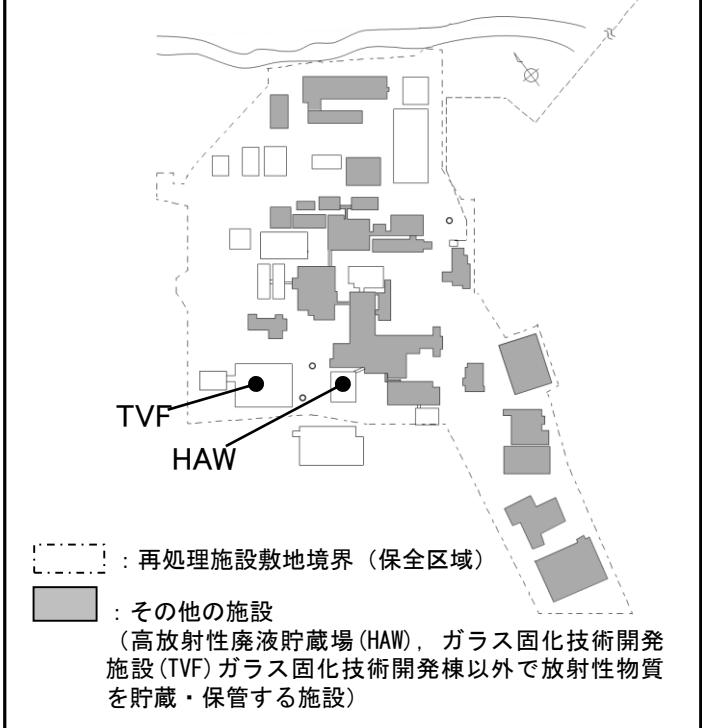 TVF
HAW
：再処理施設敷地境界（保全区域）
：その他の施設
（高放射性廃液貯蔵場(HAW)，ガラス固化技術開発
施設(TVF)ガラス固化技術開発棟以外で放射性物質
を貯蔵・保管する施設）